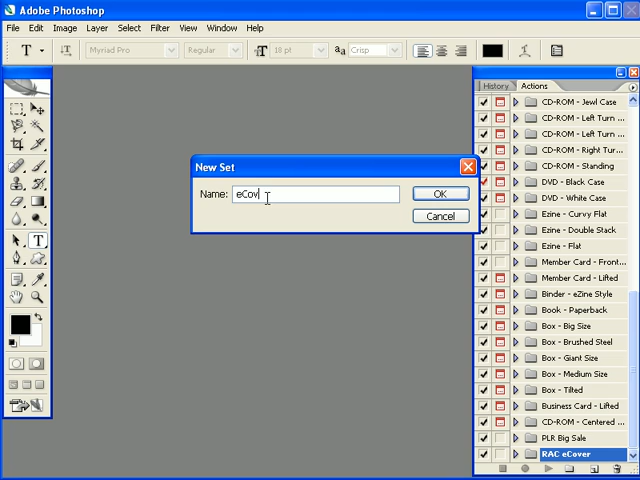 Adobe Photoshop
File Edit Image Layer Select Filter View Window Help
T T Myriad Pro Regular T 18 pt aa Crisp
History Actions
CD-ROM - Jewl Case
CD-ROM - Left Turn ...
CD-ROM - Left Turn ...
CD-ROM - Right Tur...
CD-ROM - Standing
DVD - Black Case
DVD - White Case
Ezine - Curvy Flat
Ezine - Double Stack
Ezine - Flat
Member Card - Front...
Member Card - Lifted
Binder - eZine Style
Book - Paperback
Box - Big Size
Box - Brushed Steel
Box - Giant Size
Box - Medium Size
Box - Tilted
Business Card - Lifted
CD-ROM - Centered ...
PLR Big Sale
RAC eCover
New Set
Name: eCov OK
Cancel
T